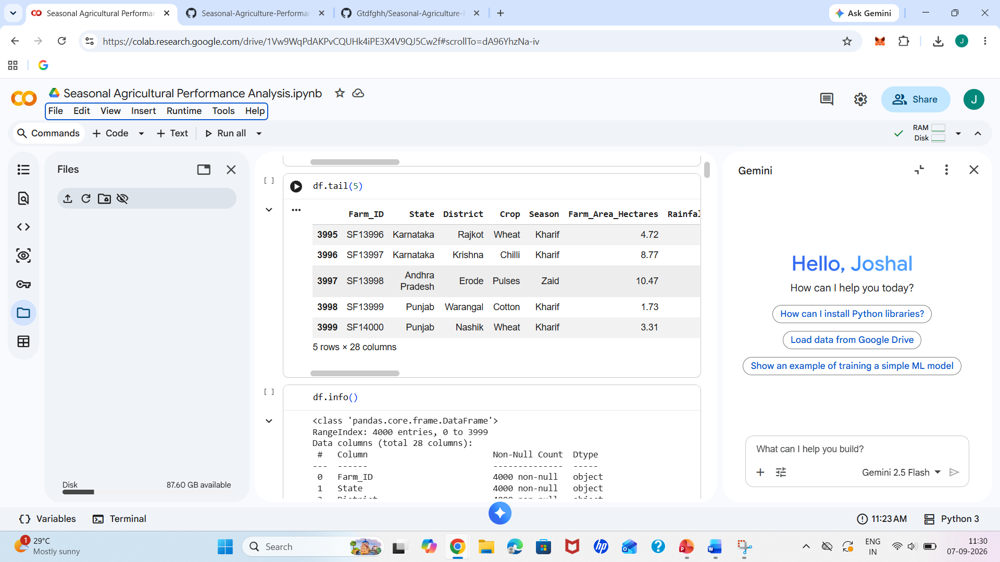 Seasonal Agricultural Performan
Seasonal-Agriculture-Performan
Gtdfghh/Seasonal-Agriculture-P
Ask Gemini
https://colab.research.google.com/drive/1Vw9WqPdAKPvCQUHk4iPE3X4V9QJ5Cw2f#scrollTo=dA96YhzNa-iv
J
Seasonal Agricultural Performance Analysis.ipynb
File Edit View Insert Runtime Tools Help
Share
J
Commands + Code + Text Run all
RAM
Disk
Files
Disk 87.60 GB available
[ ] df.tail(5)
Farm_ID State District Crop Season Farm_Area_Hectares Rainfal
3995 SF13996 Karnataka Rajkot Wheat Kharif 4.72
3996 SF13997 Karnataka Krishna Chilli Kharif 8.77
3997 SF13998 Andhra Pradesh Erode Pulses Zaid 10.47
3998 SF13999 Punjab Warangal Cotton Kharif 1.73
3999 SF14000 Punjab Nashik Wheat Kharif 3.31
5 rows × 28 columns
[ ] df.info()
<class 'pandas.core.frame.DataFrame'>
RangeIndex: 4000 entries, 0 to 3999
Data columns (total 28 columns):
# Column Non-Null Count Dtype
--- ------ -------------- -----
0 Farm_ID 4000 non-null object
1 State 4000 non-null object
Gemini
Hello, Joshal
How can I help you today?
How can I install Python libraries?
Load data from Google Drive
Show an example of training a simple ML model
What can I help you build?
Gemini 2.5 Flash
Variables Terminal
11:23 AM Python 3
1
29°C
Mostly sunny
Search
ENG
IN
11:30
07-09-2026